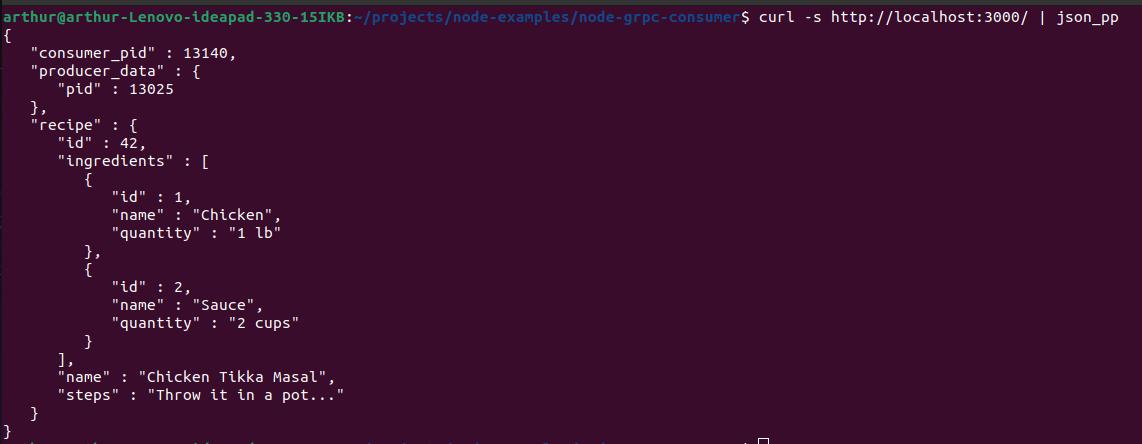 arthur@arthur-Lenovo-ideapad-330-15IKB:~/projects/node-examples/node-grpc-consumer$ curl -s http://localhost:3000/ | json_pp
{
   "consumer_pid" : 13140,
   "producer_data" : {
      "pid" : 13025
   },
   "recipe" : {
      "id" : 42,
      "ingredients" : [
         {
            "id" : 1,
            "name" : "Chicken",
            "quantity" : "1 lb"
         },
         {
            "id" : 2,
            "name" : "Sauce",
            "quantity" : "2 cups"
         }
      ],
      "name" : "Chicken Tikka Masal",
      "steps" : "Throw it in a pot..."
   }
}